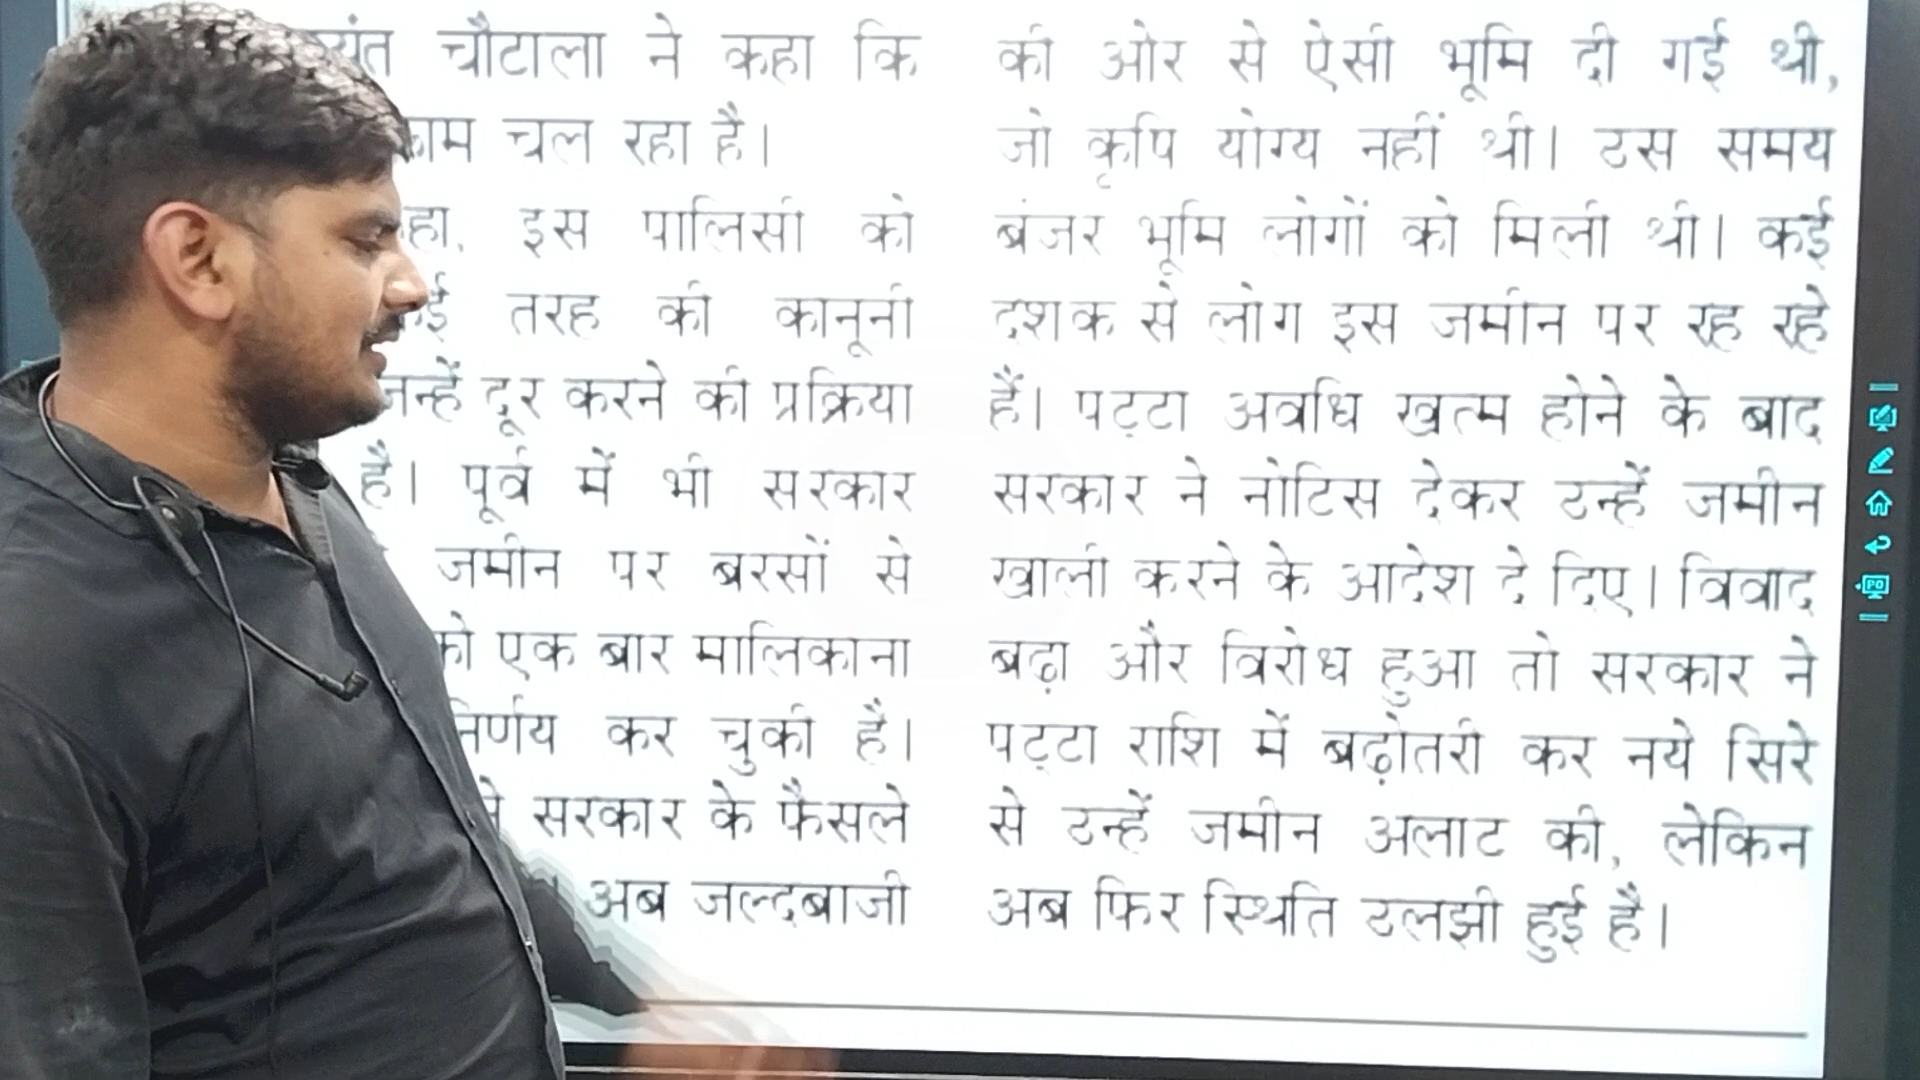 चौटाला ने कहा कि
चल रहा है।
इस पालिसी को
तरह की कानूनी
दूर करने की प्रक्रिया
है। पूर्व में भी सरकार
जमीन पर बरसों से
एक बार मालिकाना
कर चुकी है।
सरकार के फैसले
अब जल्दबाजी
की ओर से ऐसी भूमि दी गई थी,
जो कृषि योग्य नहीं थी। उस समय
बंजर भूमि लोगों को मिली थी। कई
दशक से लोग इस जमीन पर रह रहे
हैं। पट्टा अवधि खत्म होने के बाद
सरकार ने नोटिस देकर उन्हें जमीन
खाली करने के आदेश दे दिए। विवाद
बढ़ा और विरोध हुआ तो सरकार ने
पट्टा राशि में बढ़ोतरी कर नये सिरे
से उन्हें जमीन अलाट की, लेकिन
अब फिर स्थिति उलझी हुई है।